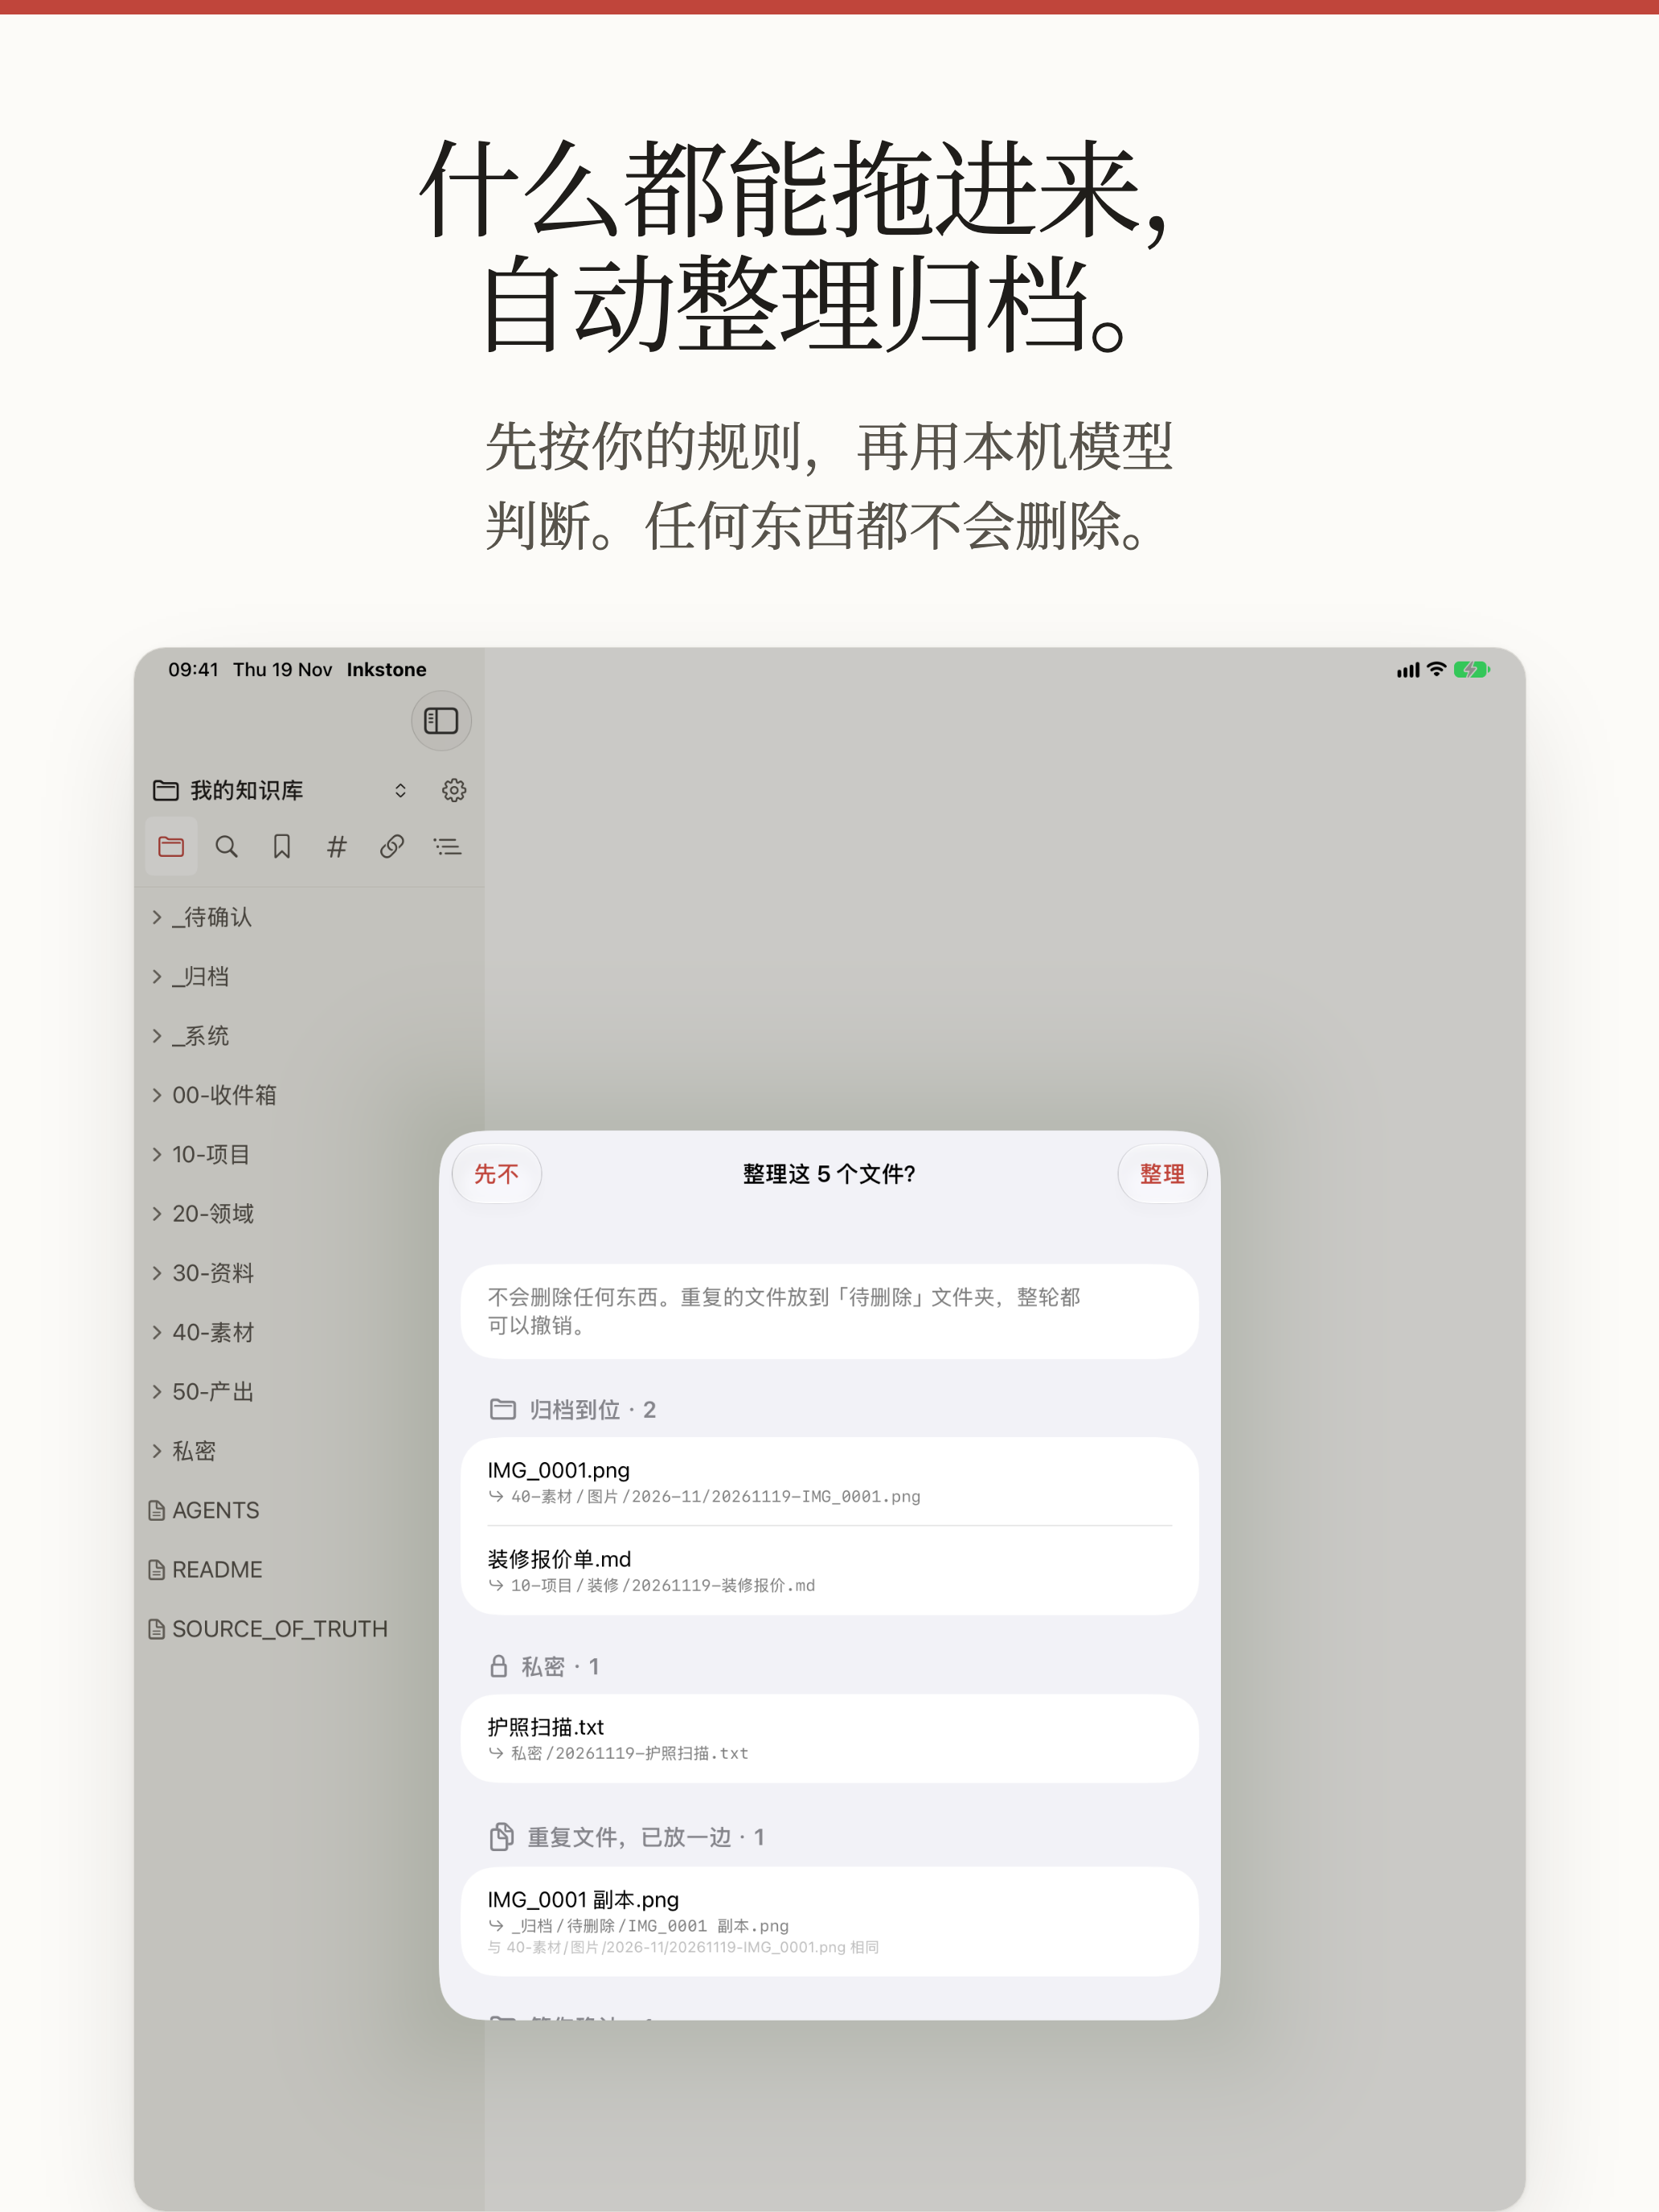 什么都能拖进来，
自动整理归档。
先按你的规则，再用本机模型
判断。任何东西都不会删除。
09:41 Thu 19 Nov Inkstone
我的知识库
_待确认
_归档
_系统
00-收件箱
10-项目
20-领域
30-资料
40-素材
50-产出
私密
AGENTS
README
SOURCE_OF_TRUTH
先不
整理这 5 个文件?
整理
不会删除任何东西。重复的文件放到「待删除」文件夹，整轮都
可以撤销。
归档到位 · 2
IMG_0001.png
40-素材/图片/2026-11/20261119-IMG_0001.png
装修报价单.md
10-项目/装修/20261119-装修报价.md
私密 · 1
护照扫描.txt
私密/20261119-护照扫描.txt
重复文件，已放一边 · 1
IMG_0001 副本.png
_归档/待删除/IMG_0001 副本.png
与 40-素材/图片/2026-11/20261119-IMG_0001.png 相同